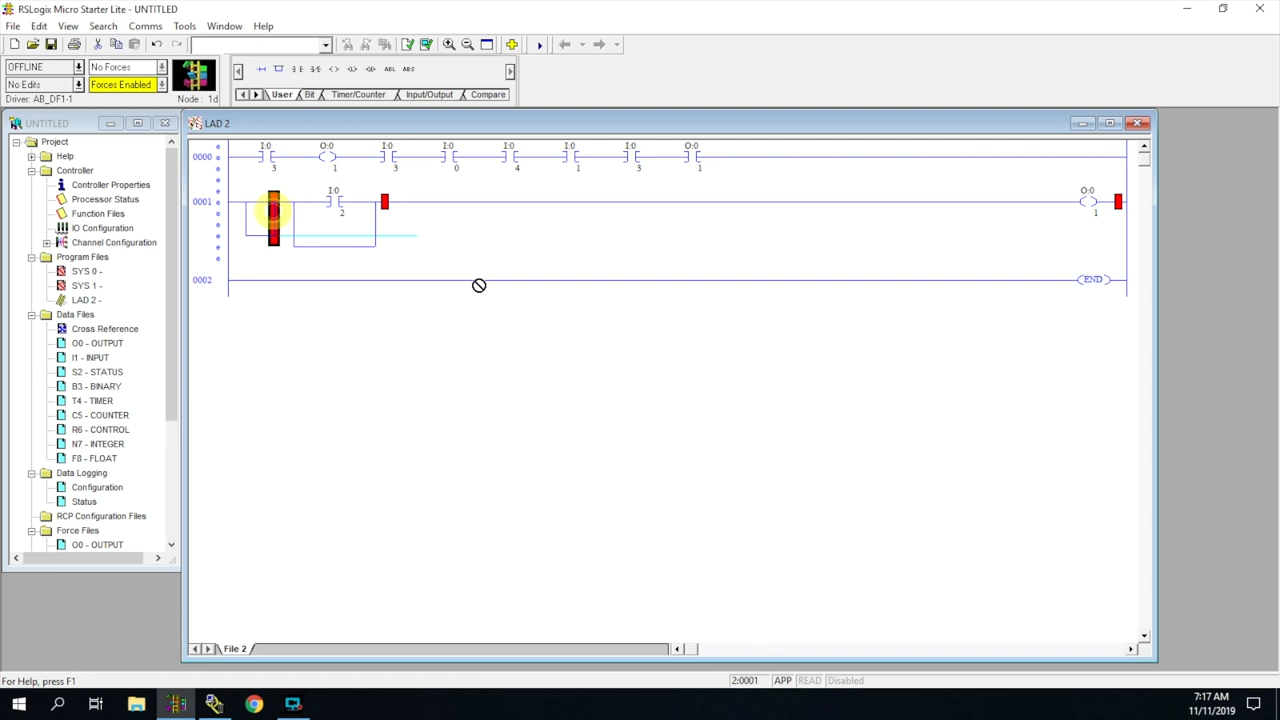 RSLogix Micro Starter Lite - UNTITLED
File Edit View Search Comms Tools Window Help
OFFLINE No Forces
No Edits Forces Enabled
Driver: AB_DF1-1 Node : 1d
ABL ABS
User Bit Timer/Counter Input/Output Compare
UNTITLED
Project
Help
Controller
Controller Properties
Processor Status
Function Files
IO Configuration
Channel Configuration
Program Files
SYS 0 -
SYS 1 -
LAD 2 -
Data Files
Cross Reference
O0 - OUTPUT
I1 - INPUT
S2 - STATUS
B3 - BINARY
T4 - TIMER
C5 - COUNTER
R6 - CONTROL
N7 - INTEGER
F8 - FLOAT
Data Logging
Configuration
Status
RCP Configuration Files
Force Files
O0 - OUTPUT
LAD 2
e I:0 O:0 I:0 I:0 I:0 I:0 I:0 O:0
0000 e
e 3 1 3 0 4 1 3 1
e
e I:0 O:0
0001 e
e 2 1
e
e
e
e
0002 END
File 2
For Help, press F1 2:0001 APP READ Disabled
7:17 AM
11/11/2019